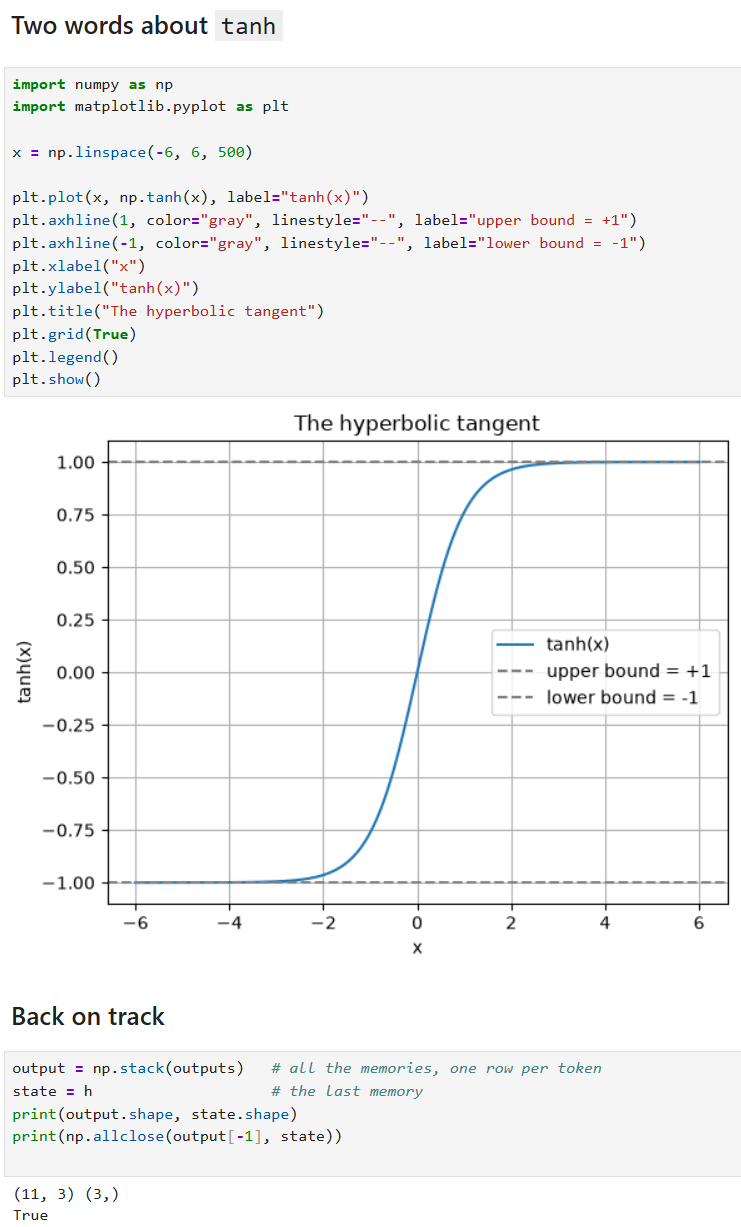 Two words about tanh
import numpy as np
import matplotlib.pyplot as plt
x = np.linspace(-6, 6, 500)
plt.plot(x, np.tanh(x), label="tanh(x)")
plt.axhline(1, color="gray", linestyle="--", label="upper bound = +1")
plt.axhline(-1, color="gray", linestyle="--", label="lower bound = -1")
plt.xlabel("x")
plt.ylabel("tanh(x)")
plt.title("The hyperbolic tangent")
plt.grid(True)
plt.legend()
plt.show()
The hyperbolic tangent
1.00
0.75
0.50
0.25
0.00
−0.25
−0.50
−0.75
−1.00
tanh(x)
tanh(x)
upper bound = +1
lower bound = -1
−6 −4 −2 0 2 4 6
x
Back on track
output = np.stack(outputs)   # all the memories, one row per token
state = h                    # the last memory
print(output.shape, state.shape)
print(np.allclose(output[-1], state))
(11, 3) (3,)
True